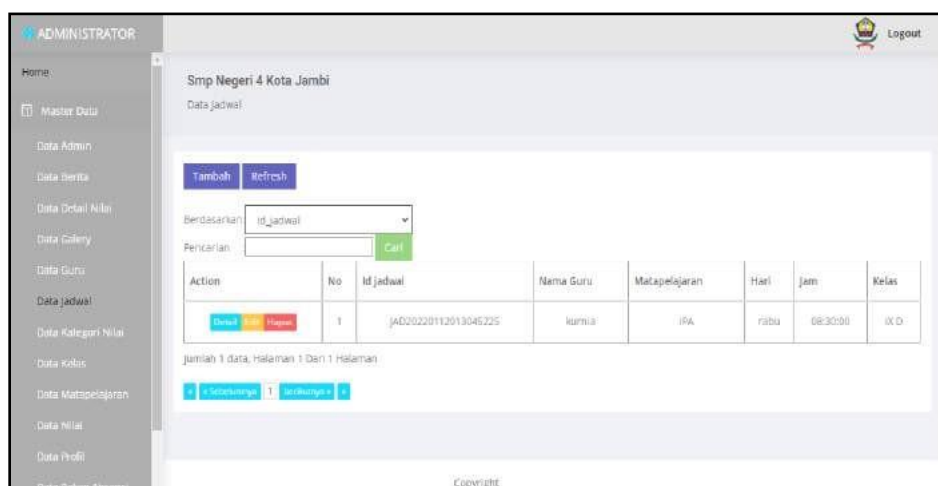 ADMINISTRATOR
Logout
Home
Master Data
Data Admin
Data Berita
Data Detail Nilai
Data Galery
Data Guru
Data Jadwal
Data Kategori Nilai
Data Kelas
Data Matapelajaran
Data Nilai
Data Profil
Smp Negeri 4 Kota Jambi
Data Jadwal
Tambah Refresh
Berdasarkan id_jadwal
Pencarian Cari
Action No Id jadwal Nama Guru Matapelajaran Hari Jam Kelas
Detail Edit Hapus 1 JAD20220112013045225 kurnia IPA rabu 08:30:00 IX D
Jumlah 1 data, Halaman 1 Dari 1 Halaman
« « Sebelumnya 1 berikutnya » »
Copyright